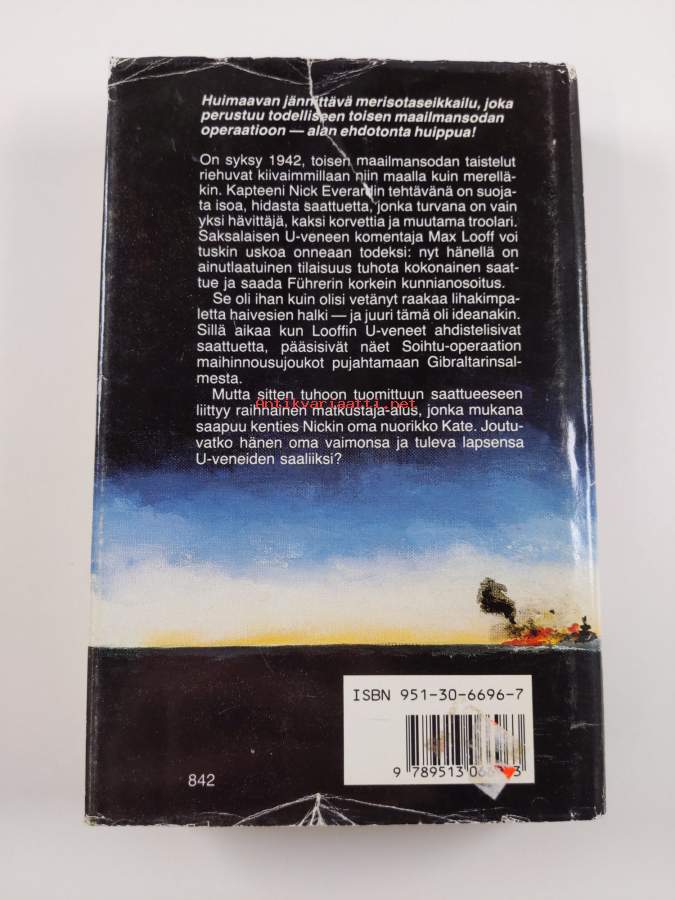 Huimaavan jännittävä merisotaseikkailu, joka
perustuu todelliseen toisen maailmansodan
operaatioon — alan ehdotonta huippua!
On syksy 1942, toisen maailmansodan taistelut
riehuvat kiivaimmillaan niin maalla kuin merellä-
kin. Kapteeni Nick Everardin tehtävänä on suoja-
ta isoa, hidasta saattuetta, jonka turvana on vain
yksi hävittäjä, kaksi korvettia ja muutama troolari.
Saksalaisen U-veneen komentaja Max Looff voi
tuskin uskoa onneaan todeksi: nyt hänellä on
ainutlaatuinen tilaisuus tuhota kokonainen saat-
tue ja saada Führerin korkein kunnianosoitus.
Se oli ihan kuin olisi vetänyt raakaa lihakimpa-
letta haivesien halki — ja juuri tämä oli ideanakin.
Sillä aikaa kun Looffin U-veneet ahdistelisivat
saattuetta, pääsisivät näet Soihtu-operaation
maihinnousujoukot pujahtamaan Gibraltarinsal-
mesta.
Mutta sitten tuhoon tuomittuun saattueeseen
Antikvariaatti.net
liittyy raihnainen matkustaja-alus, jonka mukana
saapuu kenties Nickin oma nuorikko Kate. Joutu-
vatko hänen oma vaimonsa ja tuleva lapsensa
U-veneiden saaliiksi?
ISBN 951-30-6696-7
842